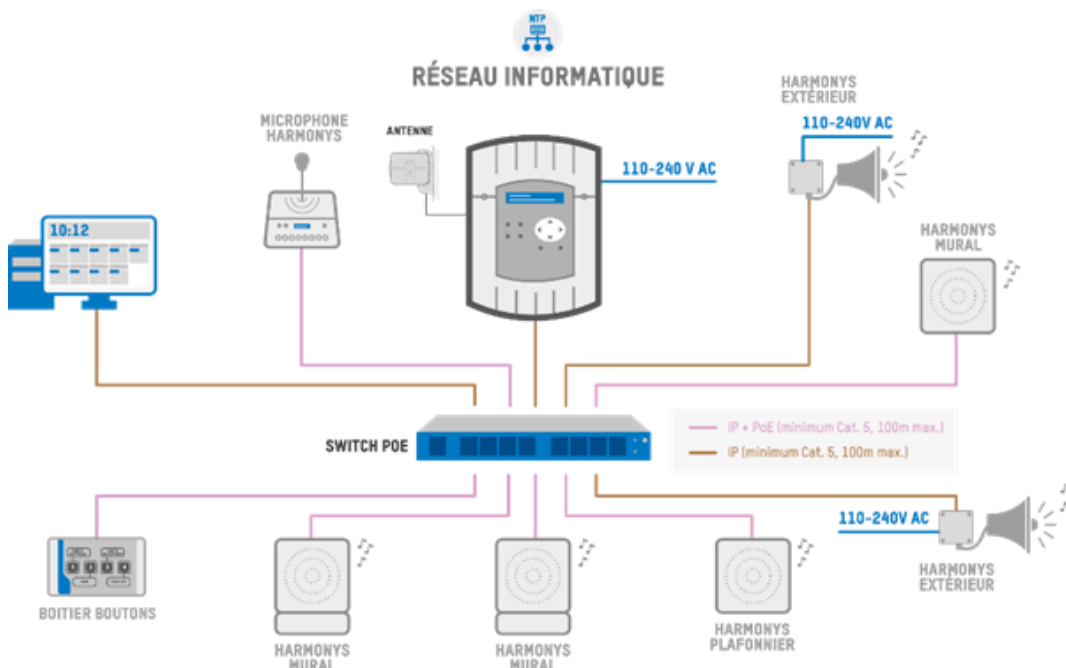 NTP
RÉSEAU INFORMATIQUE
HARMONYS
EXTÉRIEUR
110-240V AC
MICROPHONE
HARMONYS
ANTENNE
110-240 V AC
HARMONYS
MURAL
10:12
SWITCH POE
IP + PoE (minimum Cat. 5, 100m max.)
IP (minimum Cat. 5, 100m max.)
110-240V AC
HARMONYS
EXTÉRIEUR
BOITIER BOUTONS
HARMONYS
MURAL
HARMONYS
MURAL
HARMONYS
PLAFONNIER